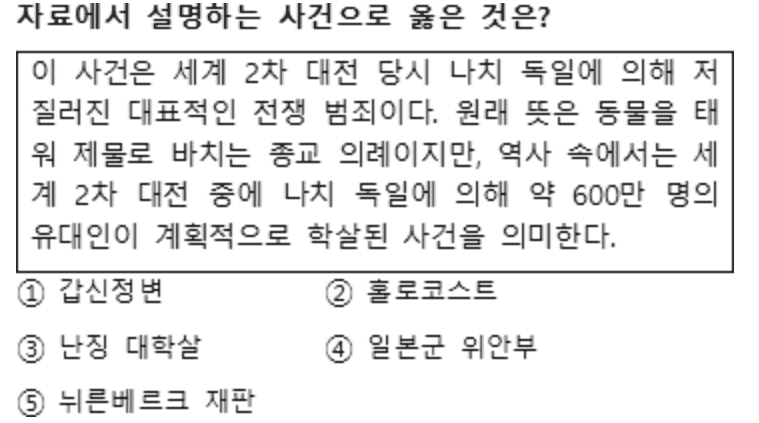 자료에서 설명하는 사건으로 옳은 것은?
이 사건은 세계 2차 대전 당시 나치 독일에 의해 저
질러진 대표적인 전쟁 범죄이다. 원래 뜻은 동물을 태
워 제물로 바치는 종교 의례이지만, 역사 속에서는 세
계 2차 대전 중에 나치 독일에 의해 약 600만 명의
유대인이 계획적으로 학살된 사건을 의미한다.
① 갑신정변 ② 홀로코스트
③ 난징 대학살 ④ 일본군 위안부
⑤ 뉘른베르크 재판